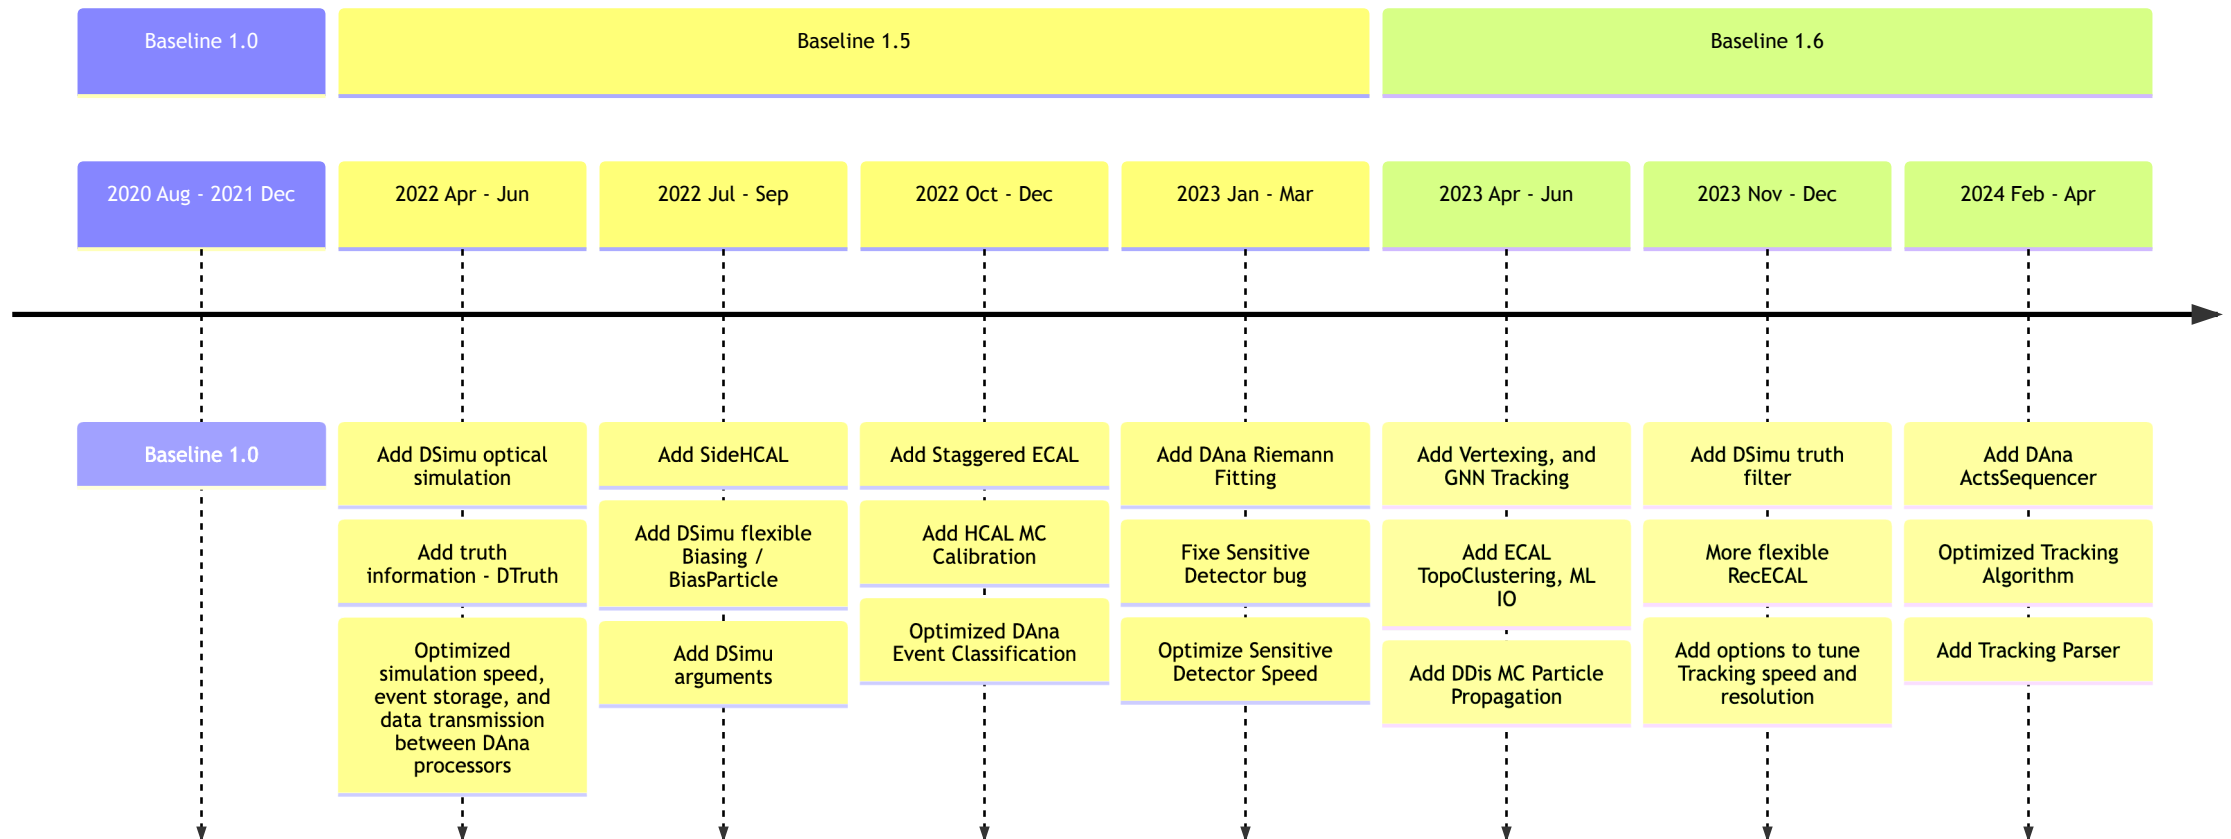 Baseline 1.0
Baseline 1.5
Baseline 1.6
2020 Aug - 2021 Dec
2022 Apr - Jun
2022 Jul - Sep
2022 Oct - Dec
2023 Jan - Mar
2023 Apr - Jun
2023 Nov - Dec
2024 Feb - Apr
Baseline 1.0
Add DSimu optical
simulation
Add truth
information - DTruth
Optimized
simulation speed,
event storage, and
data transmission
between DAna
processors
Add SideHCAL
Add DSimu flexible
Biasing /
BiasParticle
Add DSimu
arguments
Add Staggered ECAL
Add HCAL MC
Calibration
Optimized DAna
Event Classification
Add DAna Riemann
Fitting
Fixe Sensitive
Detector bug
Optimize Sensitive
Detector Speed
Add Vertexing, and
GNN Tracking
Add ECAL
TopoClustering, ML
IO
Add DDis MC Particle
Propagation
Add DSimu truth
filter
More flexible
RecECAL
Add options to tune
Tracking speed and
resolution
Add DAna
ActsSequencer
Optimized Tracking
Algorithm
Add Tracking Parser